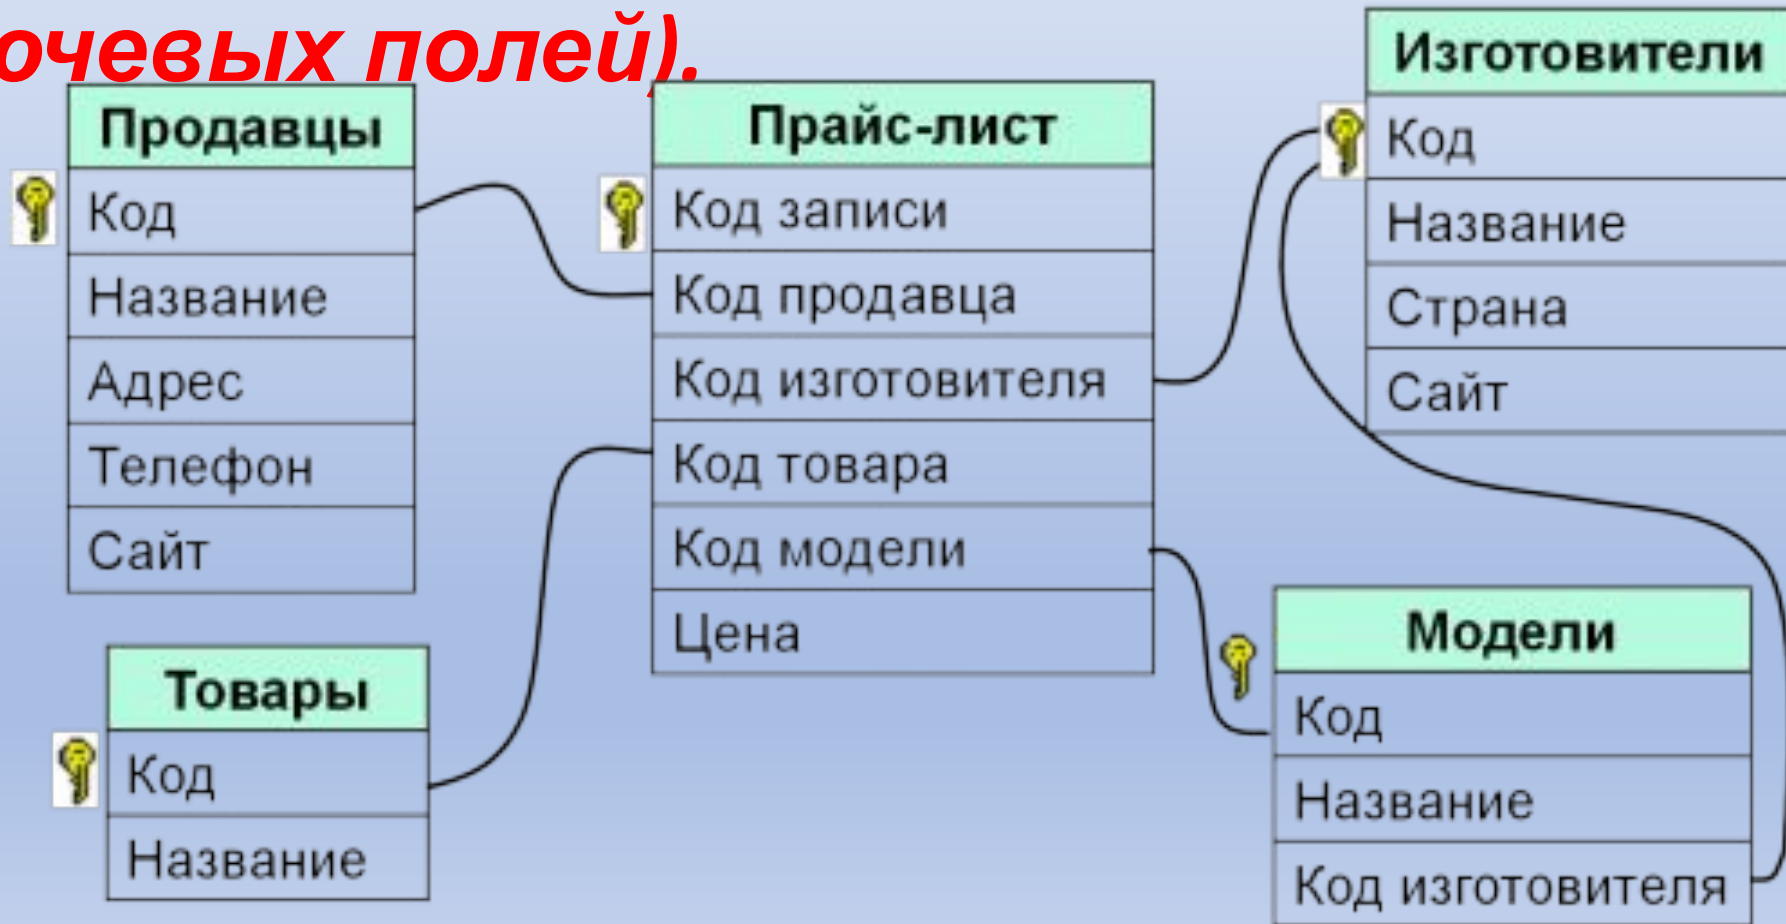 очевых полей).
Продавцы
Код
Название
Адрес
Телефон
Сайт
Товары
Код
Название
Прайс-лист
Код записи
Код продавца
Код изготовителя
Код товара
Код модели
Цена
Изготовители
Код
Название
Страна
Сайт
Модели
Код
Название
Код изготовителя